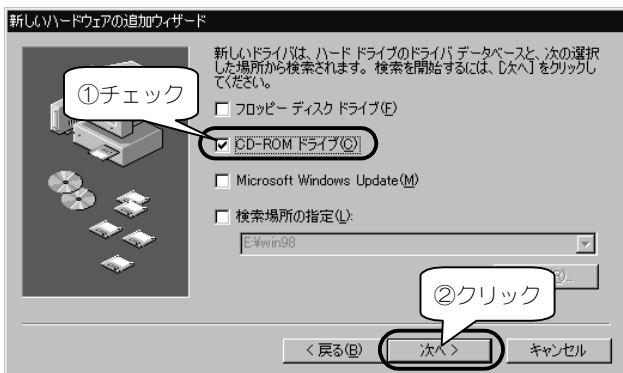 新しいハードウェアの追加ウィザード
新しいドライバは、ハード ドライブのドライバ データベースと、次の選択
した場所から検索されます。 検索を開始するには、[次へ] をクリックし
てください。
①チェック
フロッピー ディスク ドライブ(F)
CD-ROM ドライブ(C)
Microsoft Windows Update(M)
検索場所の指定(L):
E:¥win98
②クリック
< 戻る(B)
次へ >
キャンセル